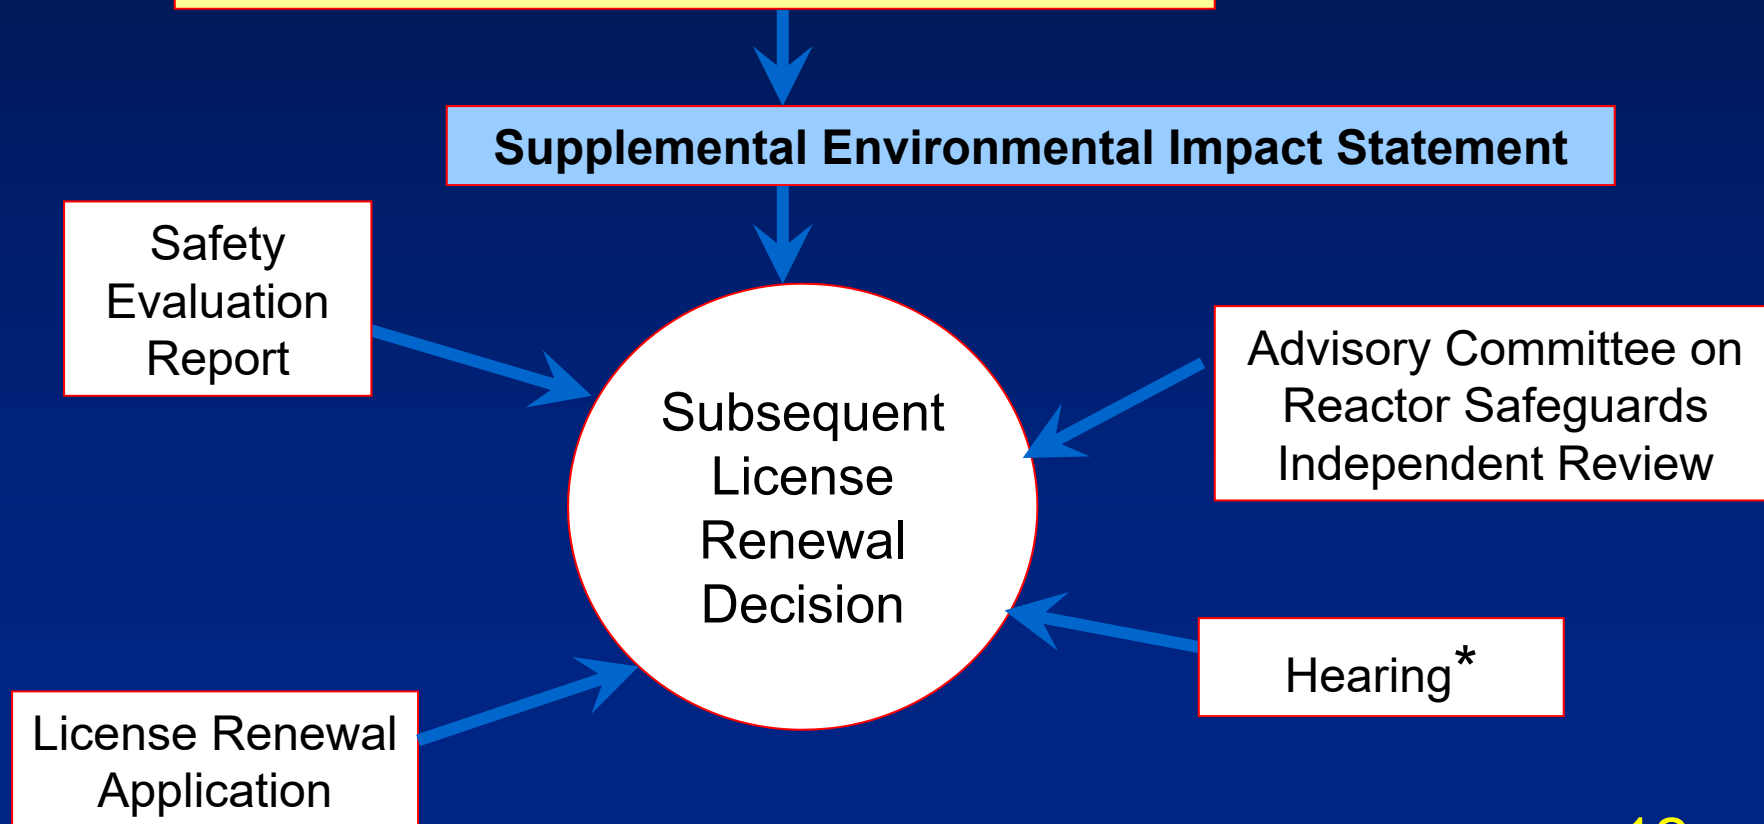 Supplemental Environmental Impact Statement
Safety
Evaluation
Report
Subsequent
License
Renewal
Decision
Advisory Committee on
Reactor Safeguards
Independent Review
Hearing*
License Renewal
Application